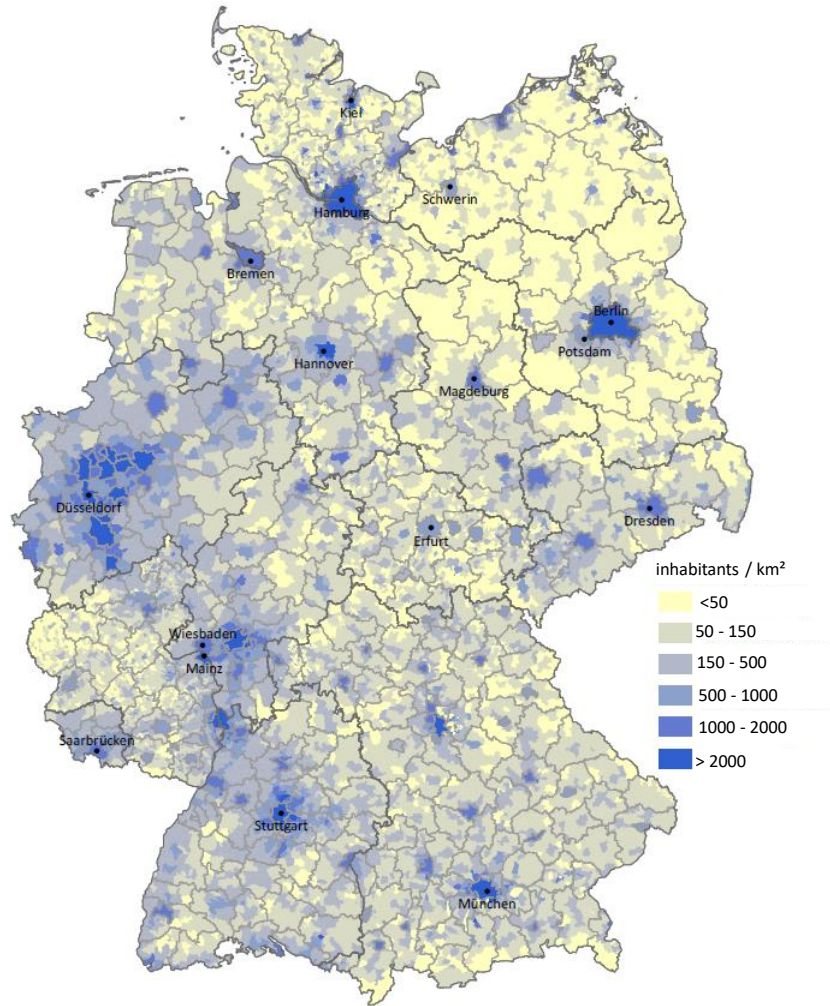 Kiel
Schwerin
Hamburg
Bremen
Berlin
Potsdam
Hannover
Magdeburg
Düsseldorf
Dresden
Erfurt
inhabitants / km²
<50
50 - 150
150 - 500
500 - 1000
1000 - 2000
> 2000
Wiesbaden
Mainz
Saarbrücken
Stuttgart
München